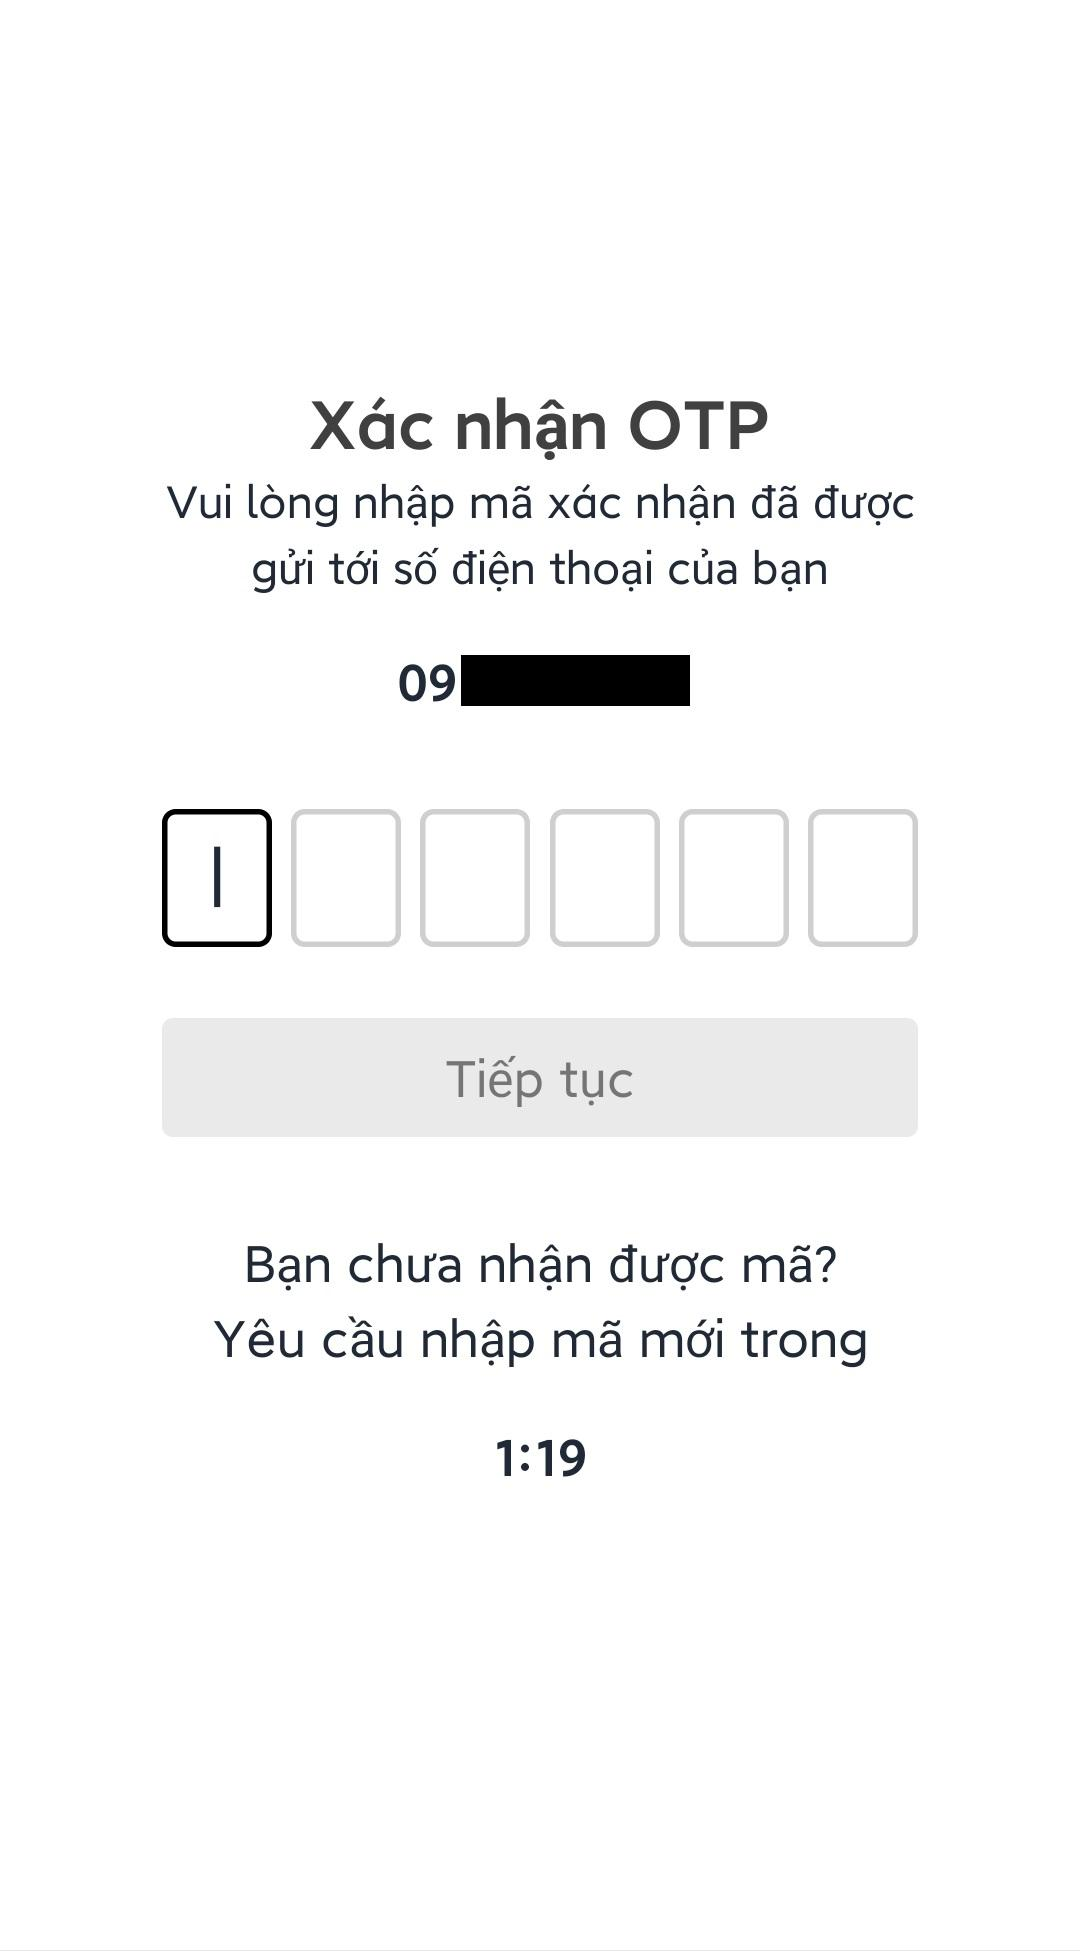 Xác nhận OTP
Vui lòng nhập mã xác nhận đã được
gửi tới số điện thoại của bạn
09
Tiếp tục
Bạn chưa nhận được mã?
Yêu cầu nhập mã mới trong
1:19